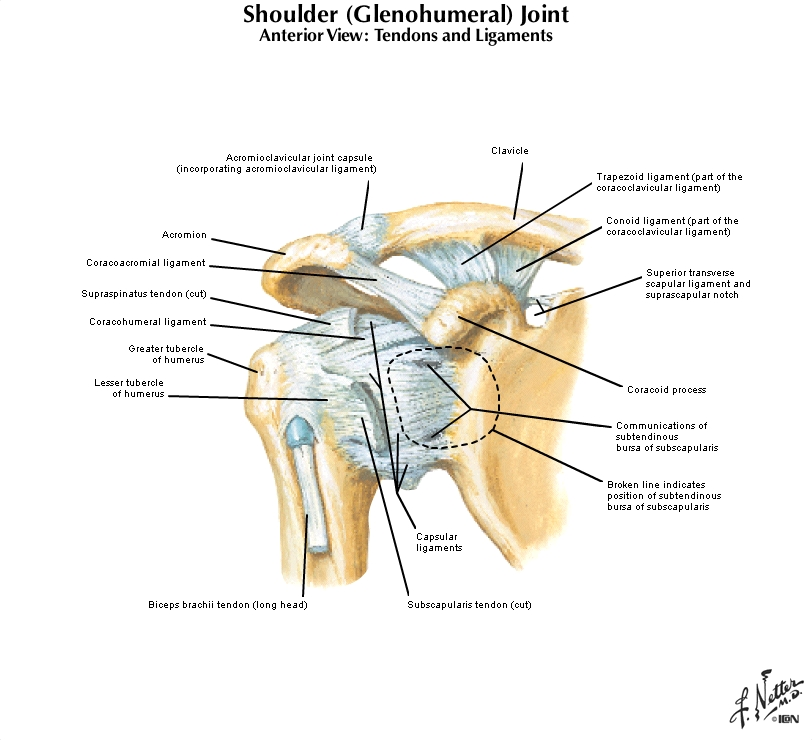 Shoulder (Glenohumeral) Joint
Anterior View: Tendons and Ligaments
Acromioclavicular joint capsule
(incorporating acromioclavicular ligament)
Clavicle
Trapezoid ligament (part of the
coracoclavicular ligament)
Conoid ligament (part of the
coracoclavicular ligament)
Acromion
Coracoacromial ligament
Superior transverse
scapular ligament and
suprascapular notch
Supraspinatus tendon (cut)
Coracohumeral ligament
Greater tubercle
of humerus
Lesser tubercle
of humerus
Coracoid process
Communications of
subtendinous
bursa of subscapularis
Broken line indicates
position of subtendinous
bursa of subscapularis
Capsular
ligaments
Biceps brachii tendon (long head)
Subscapularis tendon (cut)
F. Netter
M.D.
© ICON